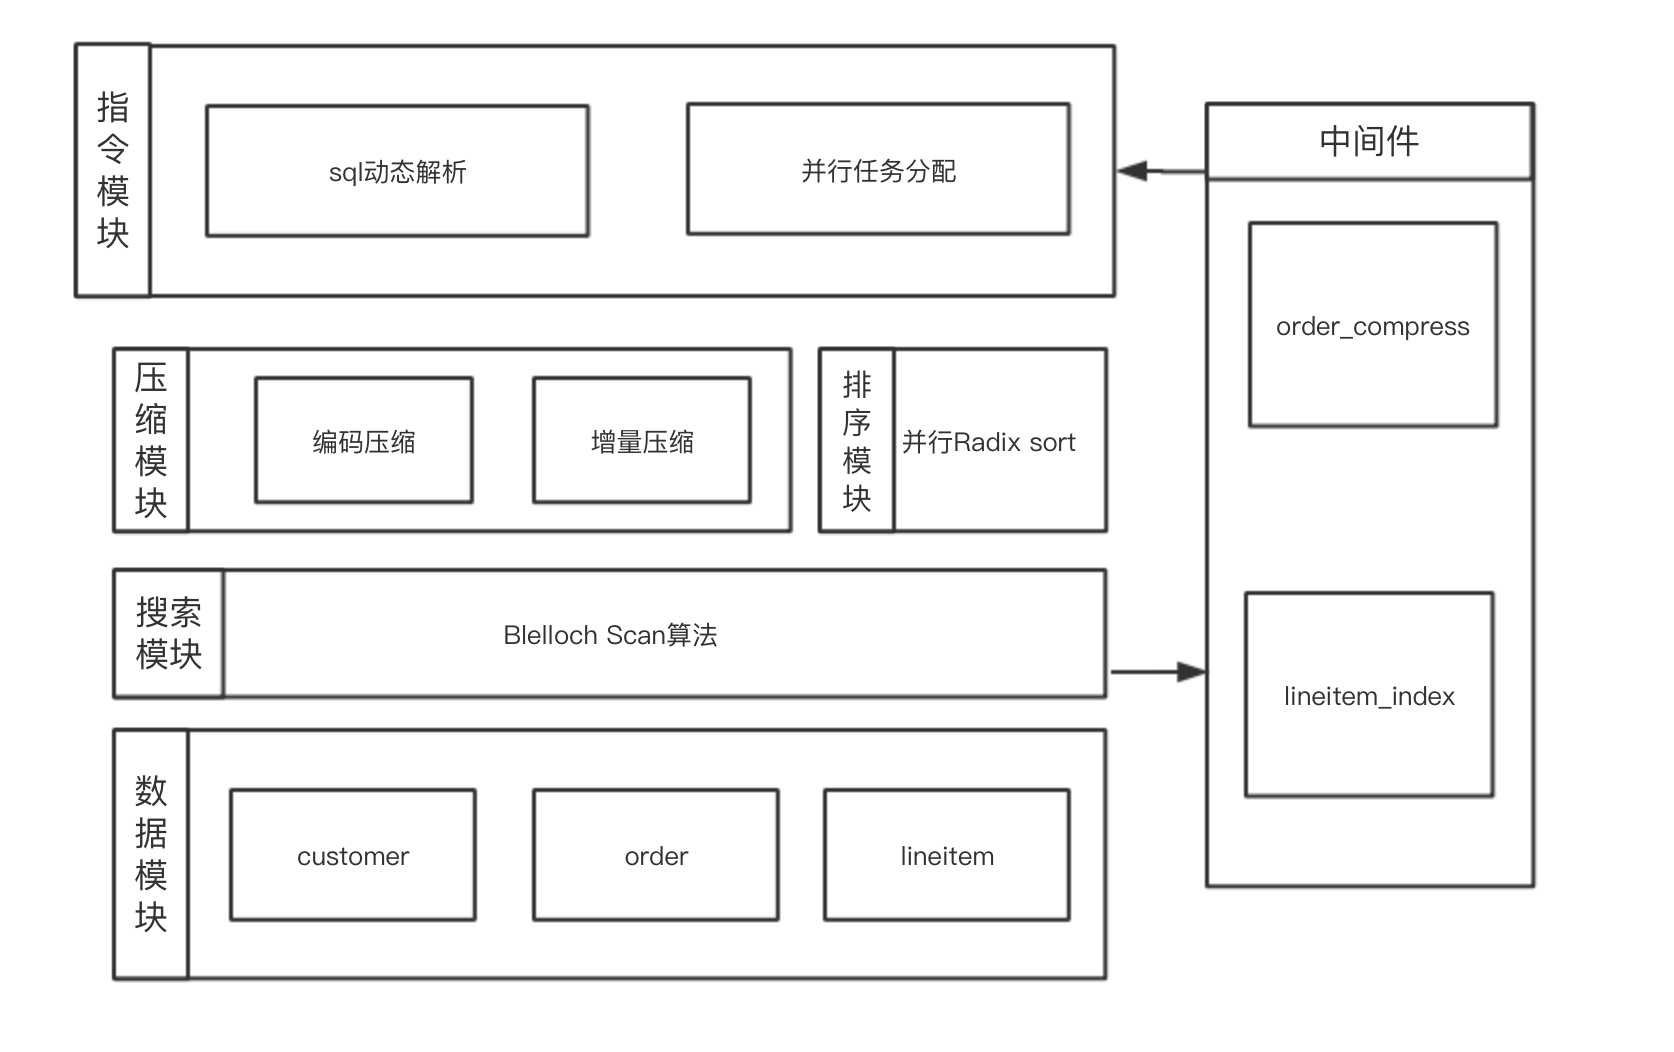 指令模块
sql动态解析
并行任务分配
中间件
order_compress
压缩模块
编码压缩
增量压缩
排序模块
并行Radix sort
搜索
模块
Blelloch Scan算法
lineitem_index
数据模块
customer
order
lineitem